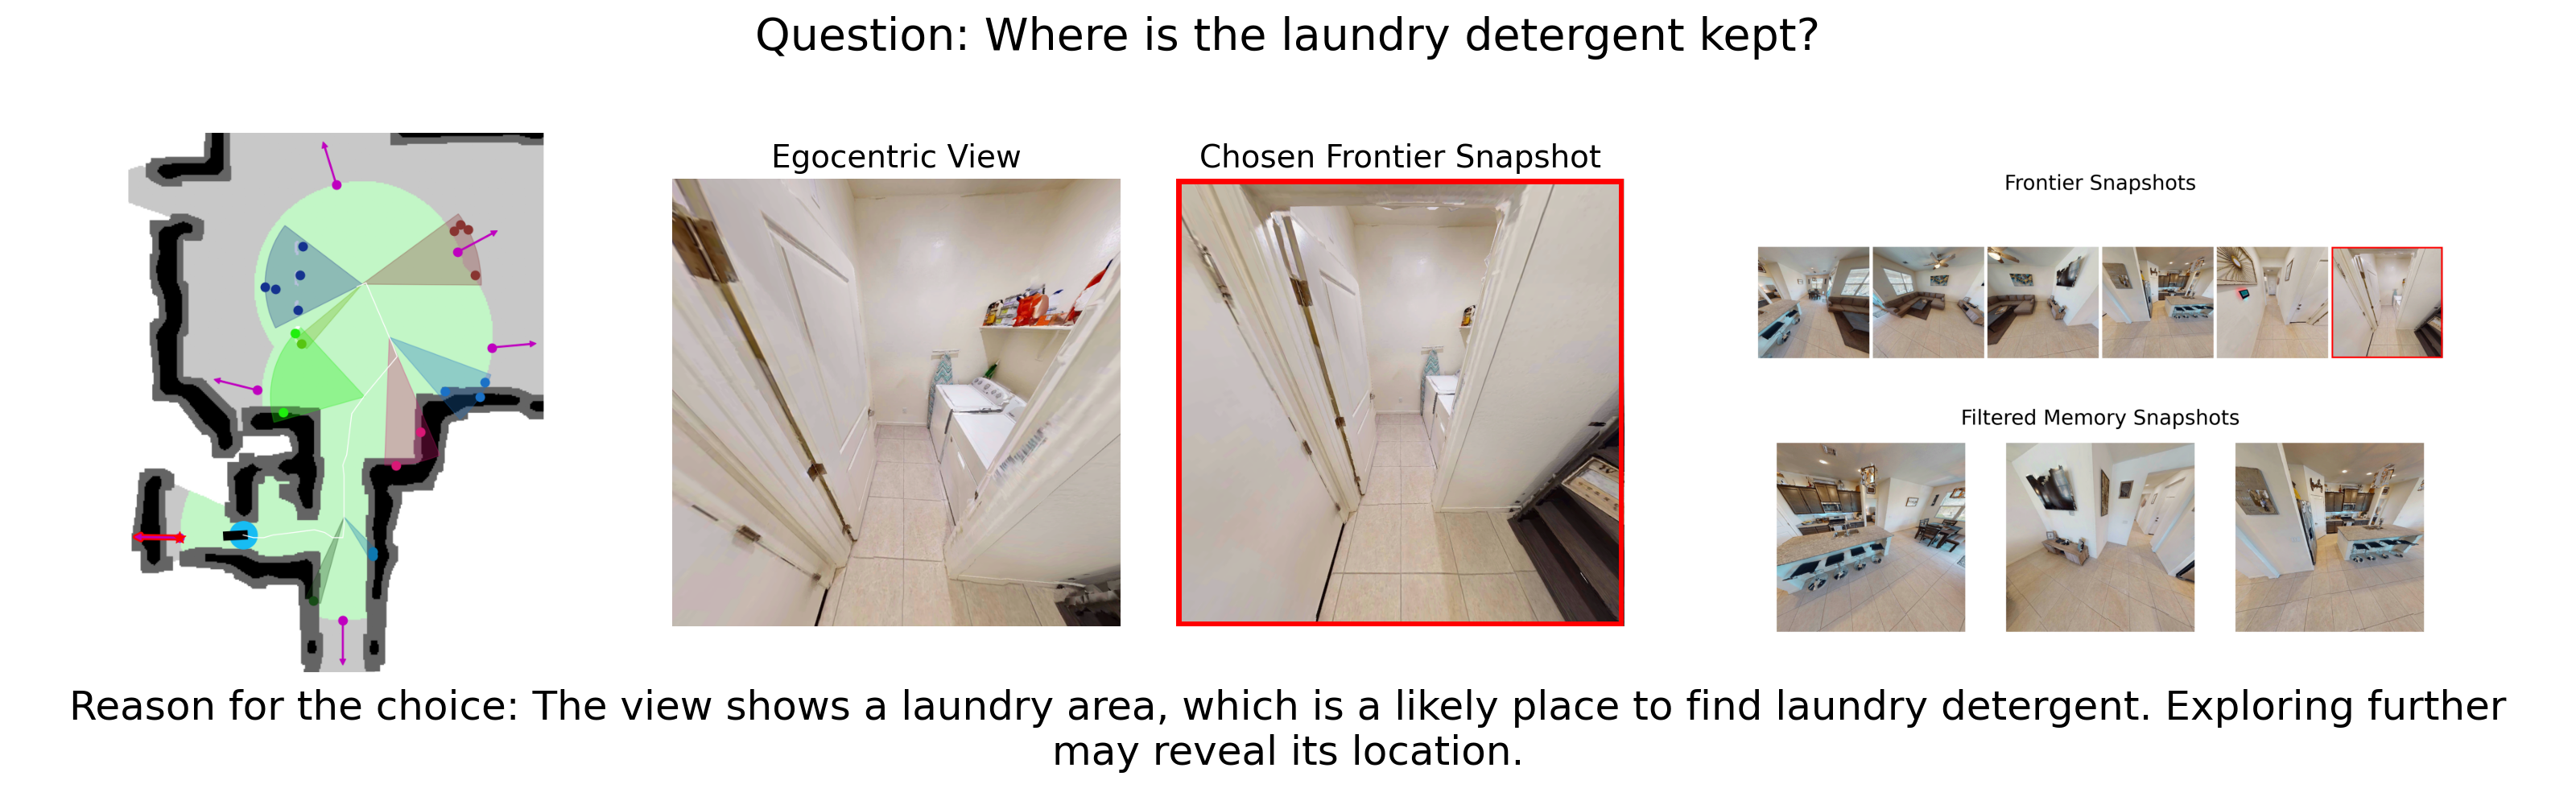 Question: Where is the laundry detergent kept?
Egocentric View
Chosen Frontier Snapshot
Frontier Snapshots
Filtered Memory Snapshots
Reason for the choice: The view shows a laundry area, which is a likely place to find laundry detergent. Exploring further
may reveal its location.